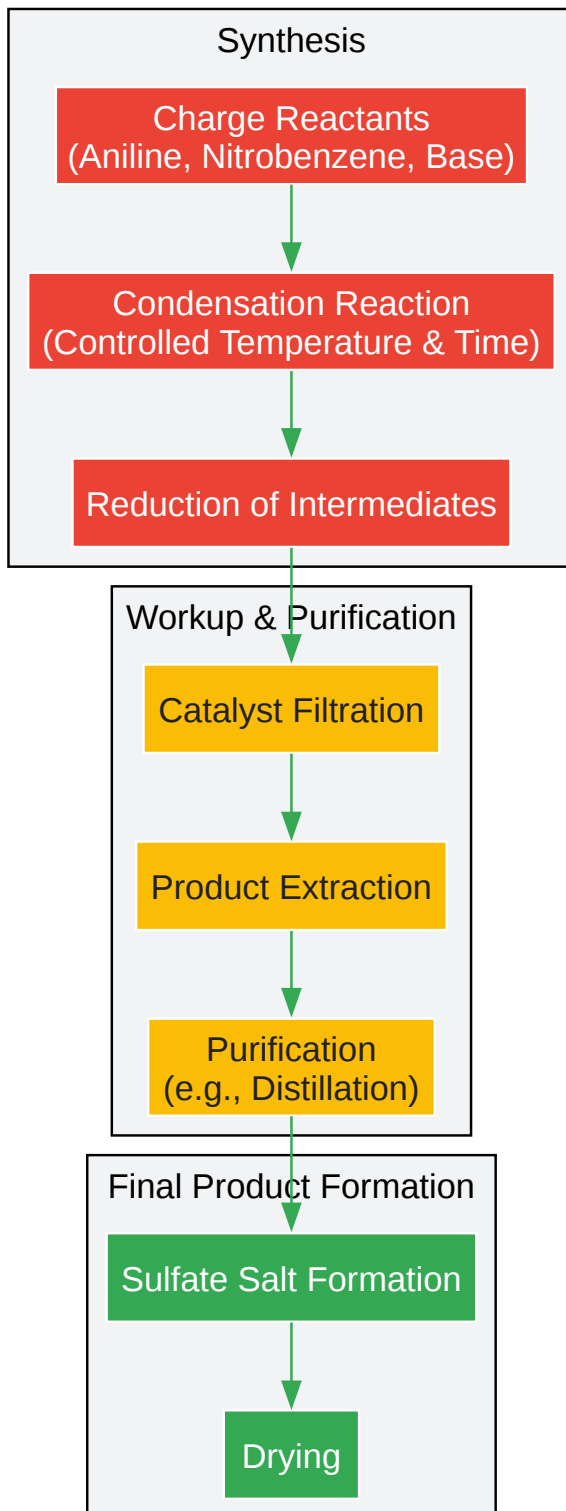 Synthesis
Charge Reactants
(Aniline, Nitrobenzene, Base)
Condensation Reaction
(Controlled Temperature & Time)
Reduction of Intermediates
Workup & Purification
Catalyst Filtration
Product Extraction
Purification
(e.g., Distillation)
Final Product Formation
Sulfate Salt Formation
Drying